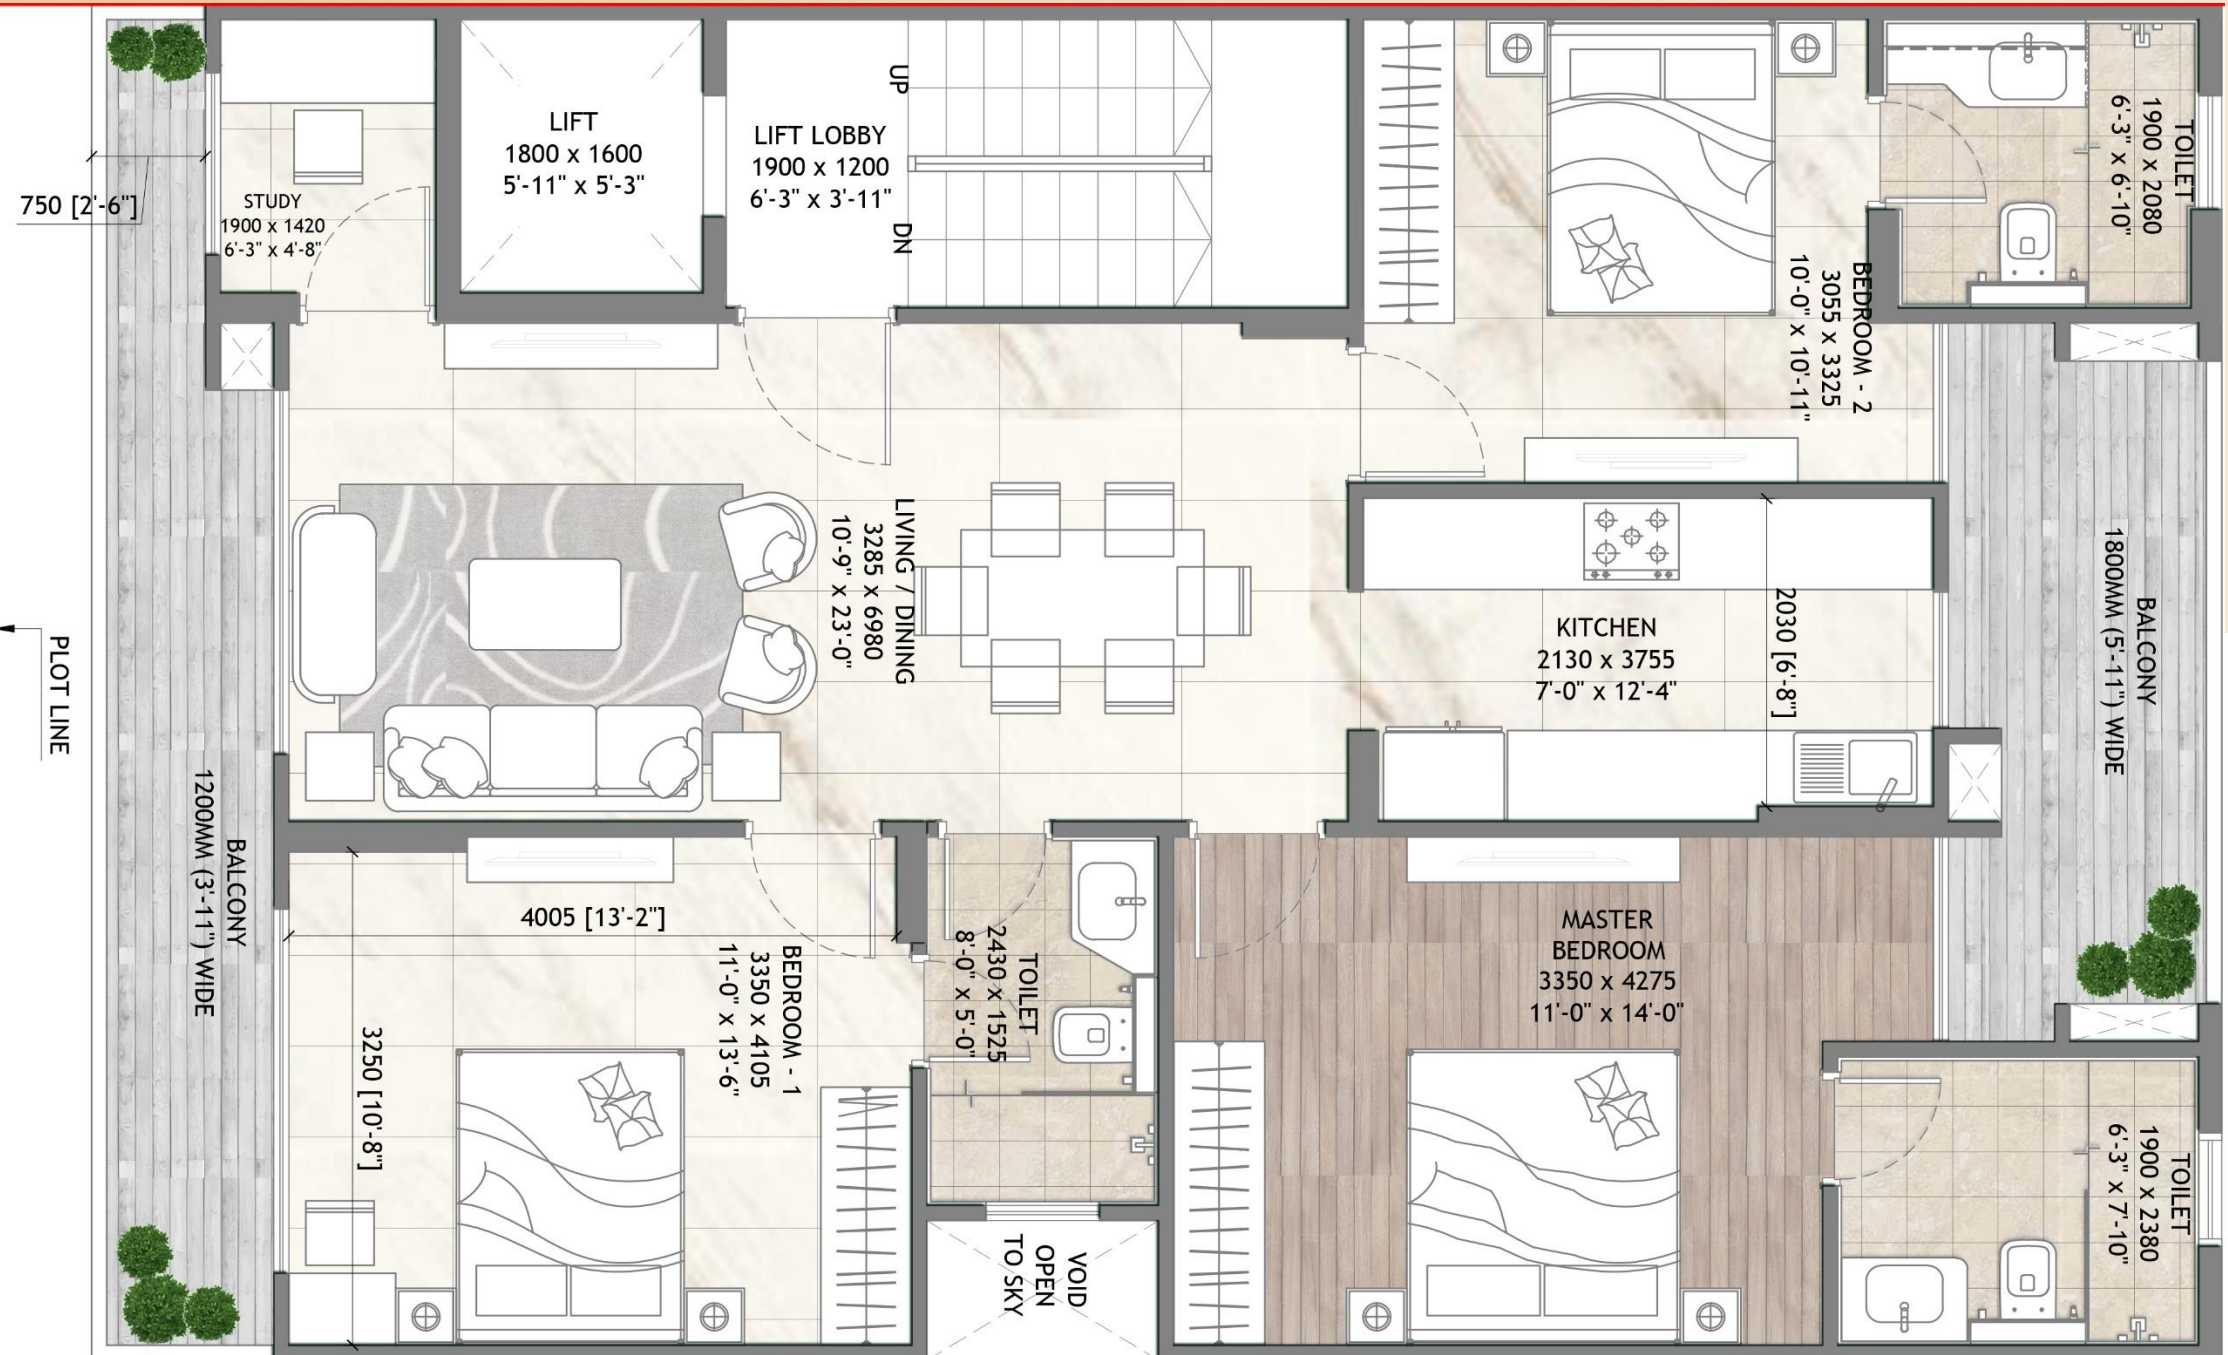 LIFT
1800 x 1600
5'-11" x 5'-3"
LIFT LOBBY
1900 x 1200
6'-3" x 3'-11"
UP
DN
TOILET
1900 x 2080
6'-3" x 6'-10"
750 [2'-6"]
STUDY
1900 x 1420
6'-3" x 4'-8"
BEDROOM - 2
3055 x 3325
10'-0" x 10'-11"
LIVING / DINING
3285 x 6980
10'-9" x 23'-0"
KITCHEN
2130 x 3755
7'-0" x 12'-4"
2030 [6'-8"]
BALCONY
1800MM (5'-11") WIDE
PLOT LINE
BALCONY
1200MM (3'-11") WIDE
4005 [13'-2"]
3250 [10'-8"]
BEDROOM - 1
3350 x 4105
11'-0" x 13'-6"
TOILET
2430 x 1525
8'-0" x 5'-0"
MASTER
BEDROOM
3350 x 4275
11'-0" x 14'-0"
TOILET
1900 x 2380
6'-3" x 7'-10"
VOID
OPEN
TO SKY